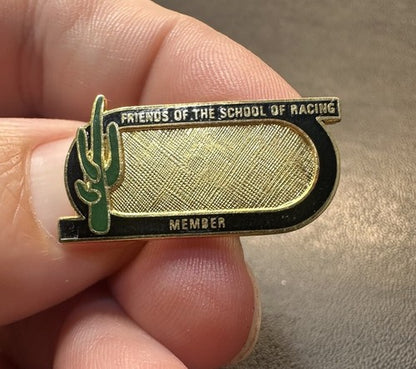 FRIENDS OF THE SCHOOL OF RACING
MEMBER